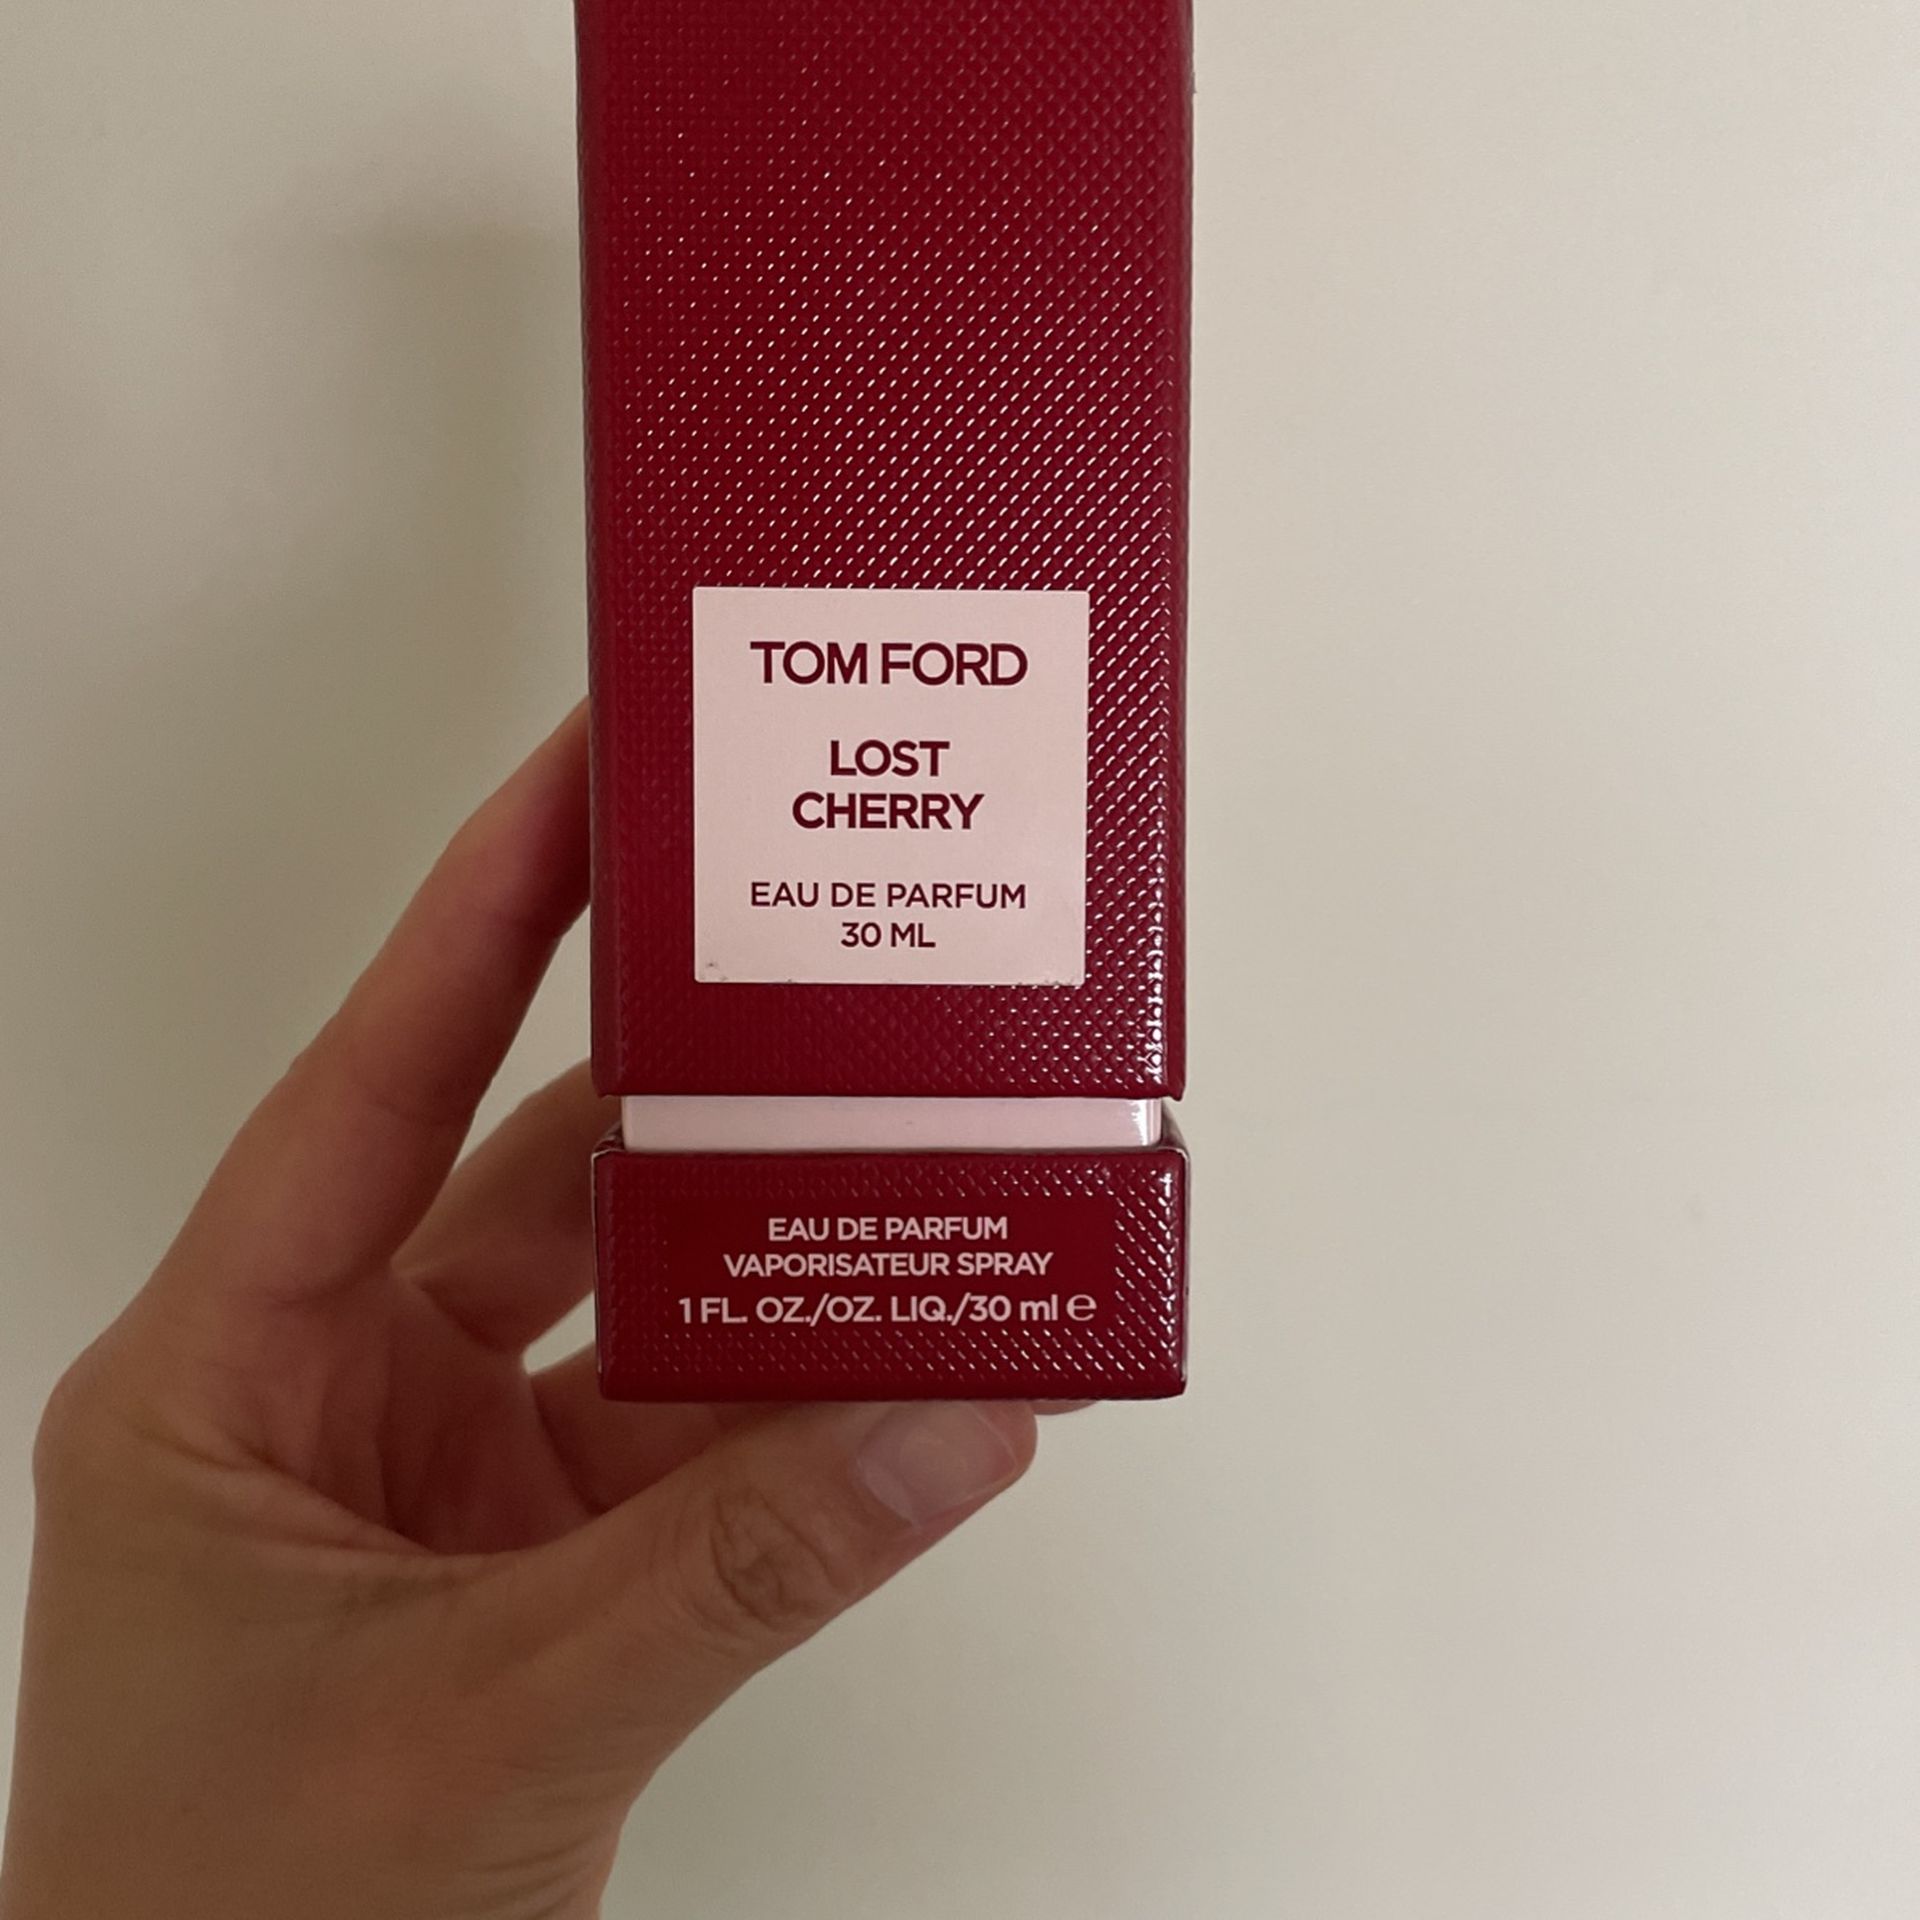 TOM FORD
LOST
CHERRY
EAU DE PARFUM
30 ML
EAU DE PARFUM
VAPORISATEUR SPRAY
1 FL. OZ./OZ. LIQ./30 ml ℮